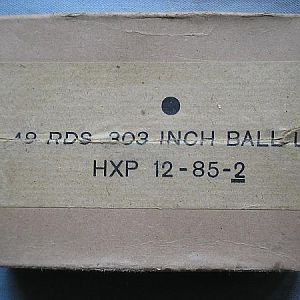 48 RDS .303 INCH BALL L
HXP 12-85-2